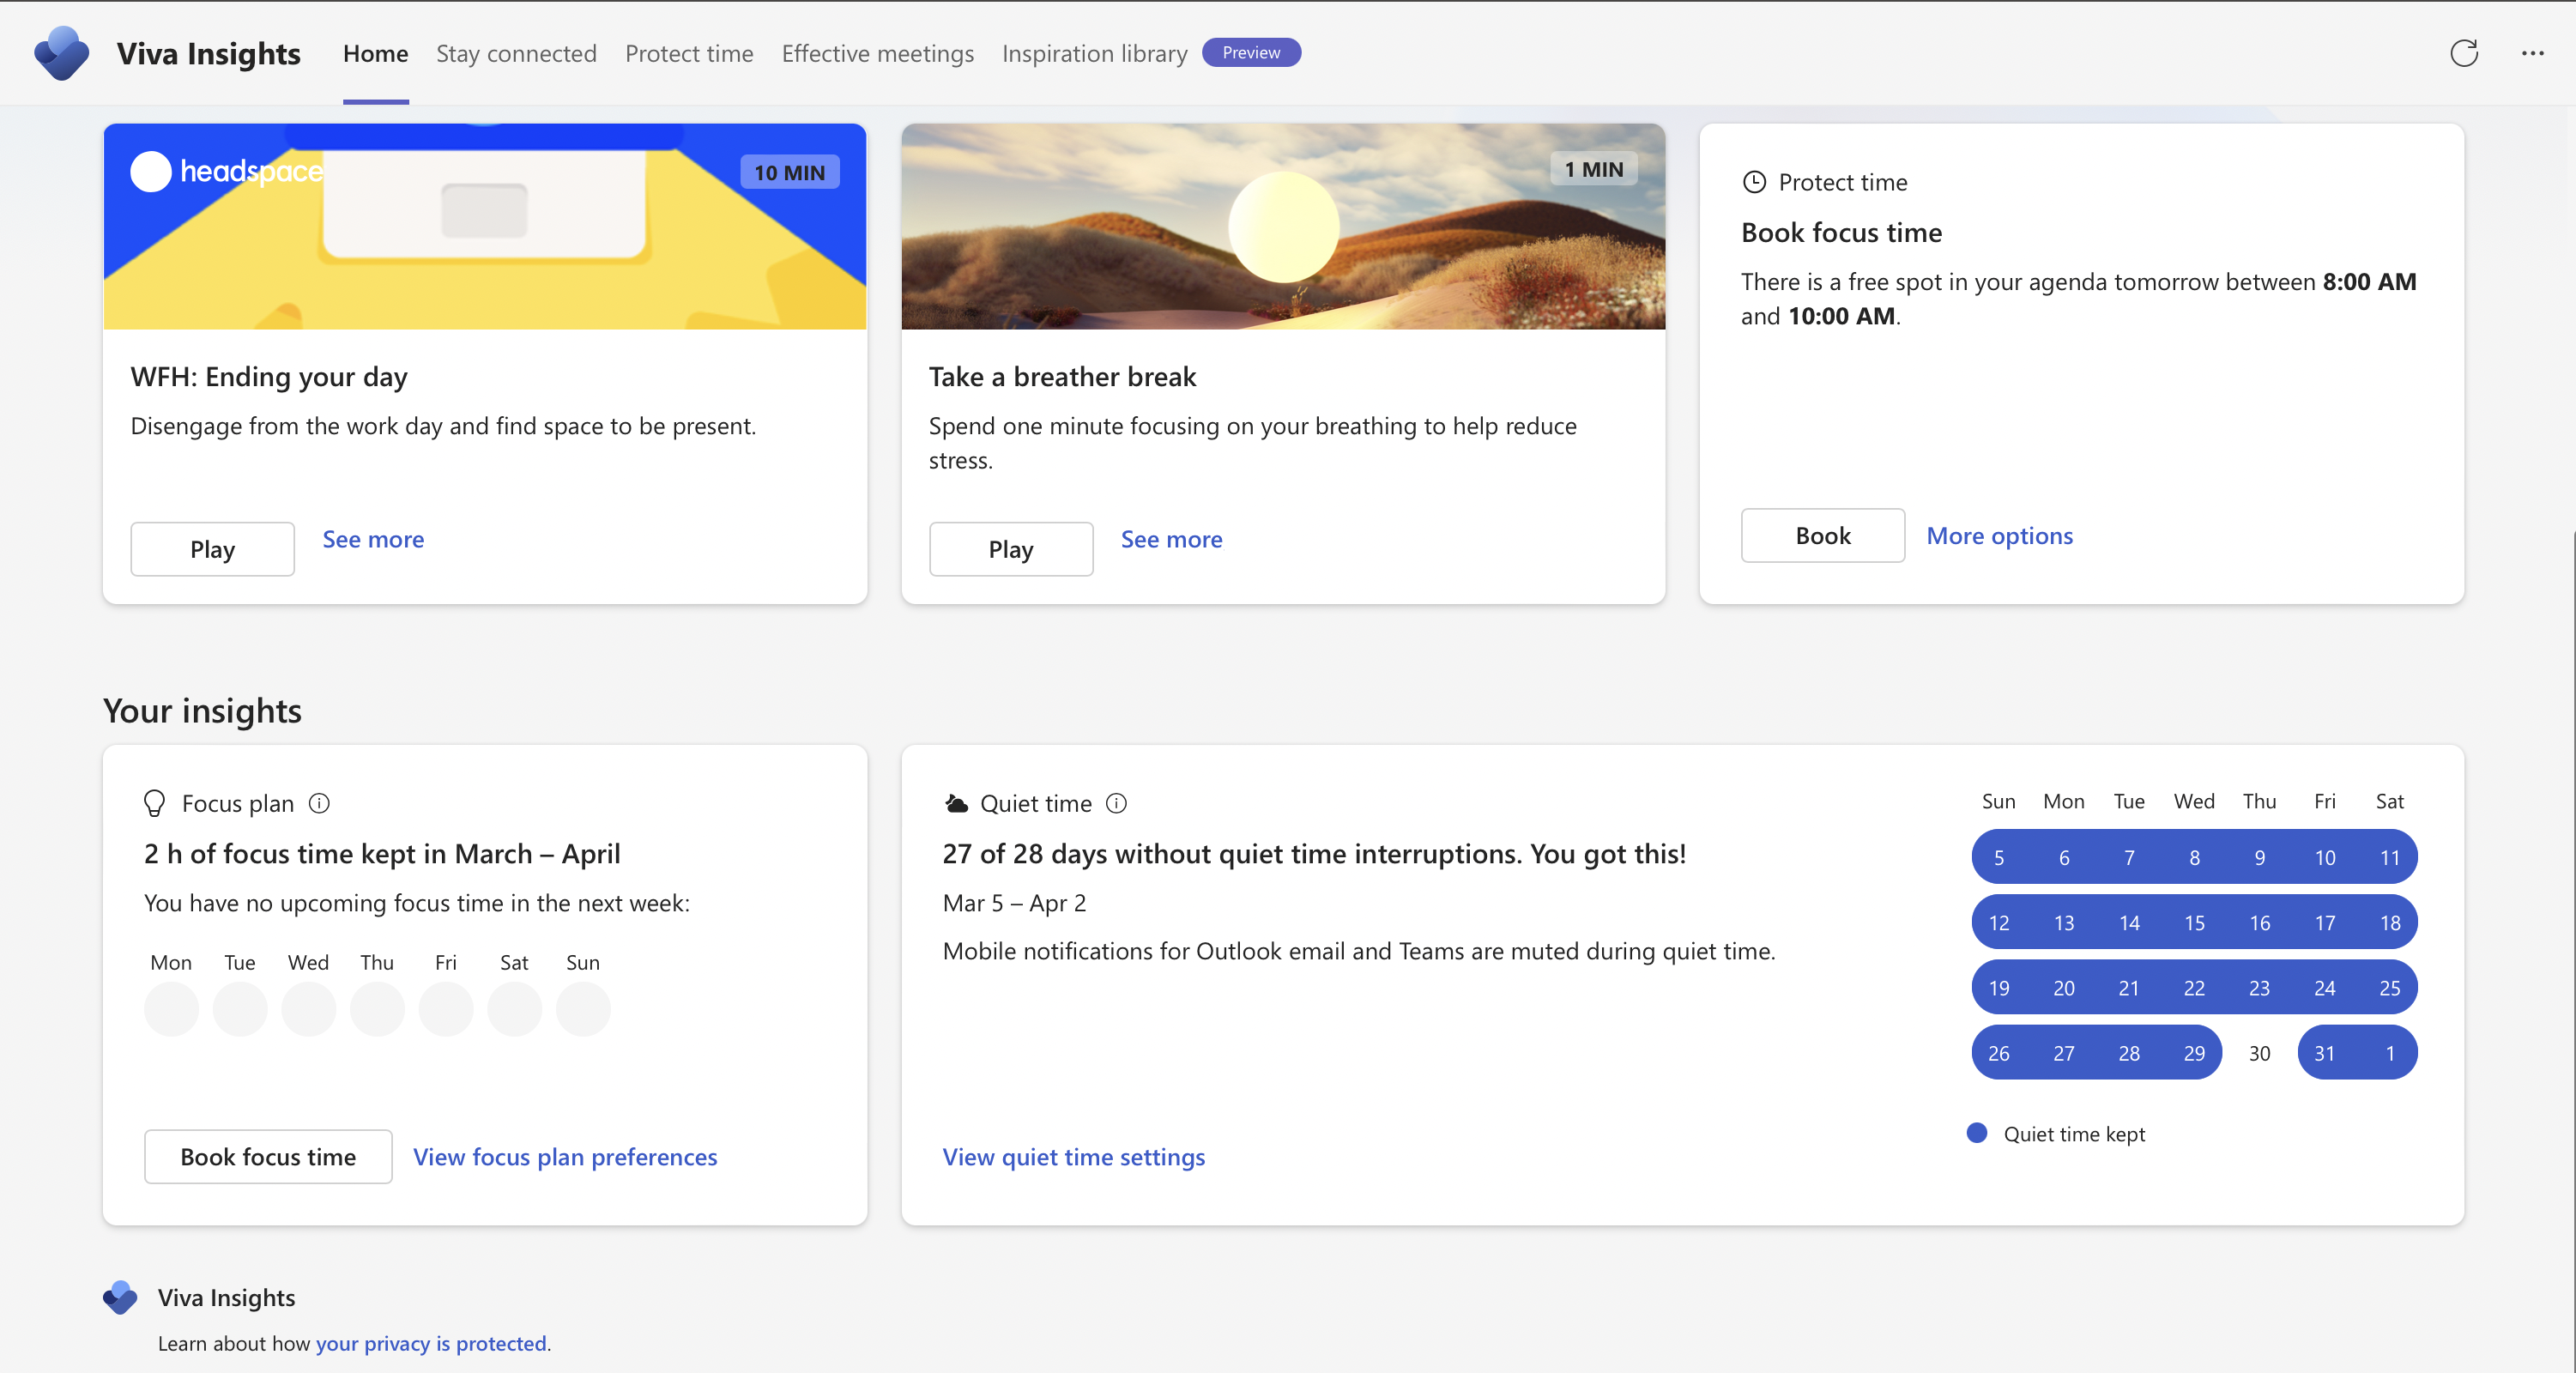 Viva Insights Home Stay connected Protect time Effective meetings Inspiration library Preview
headspace 10 MIN
WFH: Ending your day
Disengage from the work day and find space to be present.
Play See more
1 MIN
Take a breather break
Spend one minute focusing on your breathing to help reduce
stress.
Play See more
Protect time
Book focus time
There is a free spot in your agenda tomorrow between 8:00 AM
and 10:00 AM.
Book More options
Your insights
Focus plan
2 h of focus time kept in March – April
You have no upcoming focus time in the next week:
Mon Tue Wed Thu Fri Sat Sun
Book focus time View focus plan preferences
Quiet time
27 of 28 days without quiet time interruptions. You got this!
Mar 5 – Apr 2
Mobile notifications for Outlook email and Teams are muted during quiet time.
View quiet time settings
Sun Mon Tue Wed Thu Fri Sat
5 6 7 8 9 10 11
12 13 14 15 16 17 18
19 20 21 22 23 24 25
26 27 28 29 30 31 1
Quiet time kept
Viva Insights
Learn about how your privacy is protected.